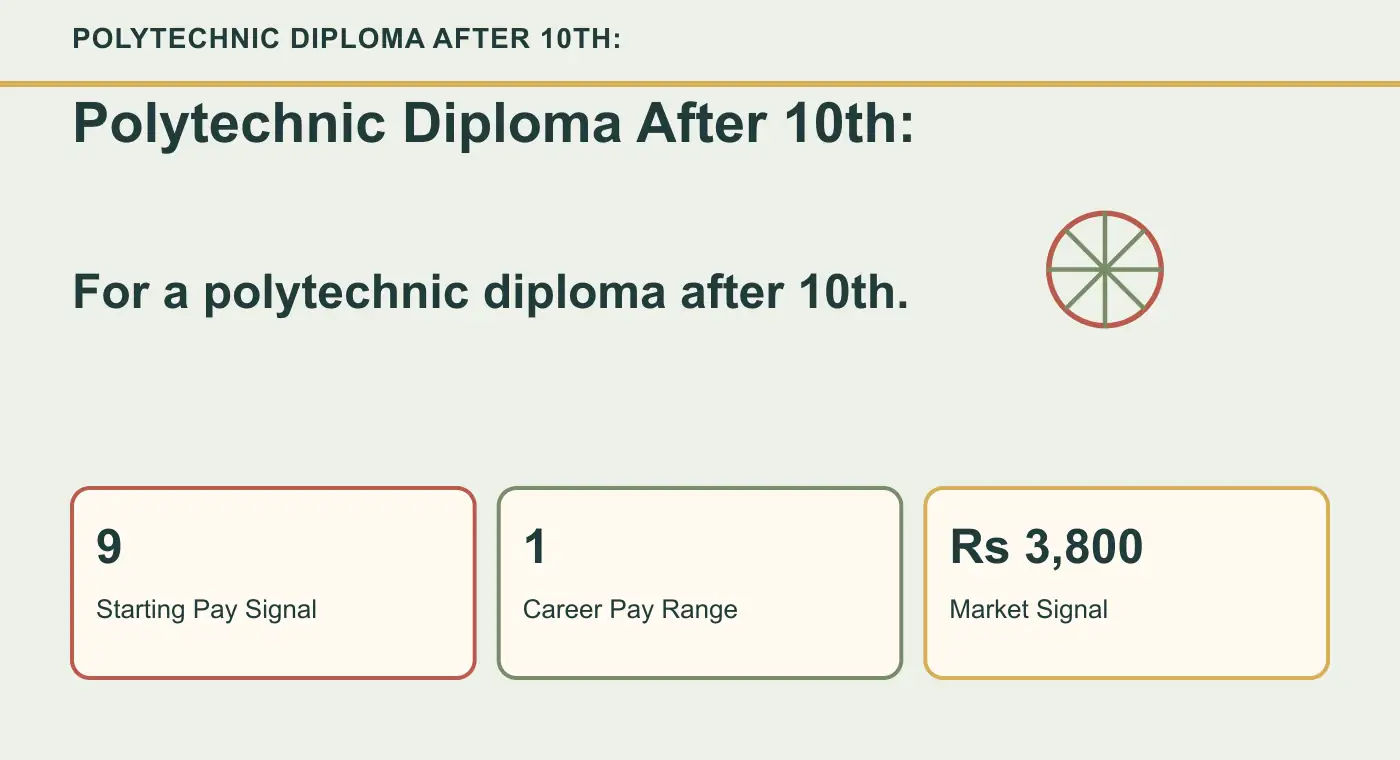 POLYTECHNIC DIPLOMA AFTER 10TH:
Polytechnic Diploma After 10th:
For a polytechnic diploma after 10th.
9
Starting Pay Signal
1
Career Pay Range
Rs 3,800
Market Signal